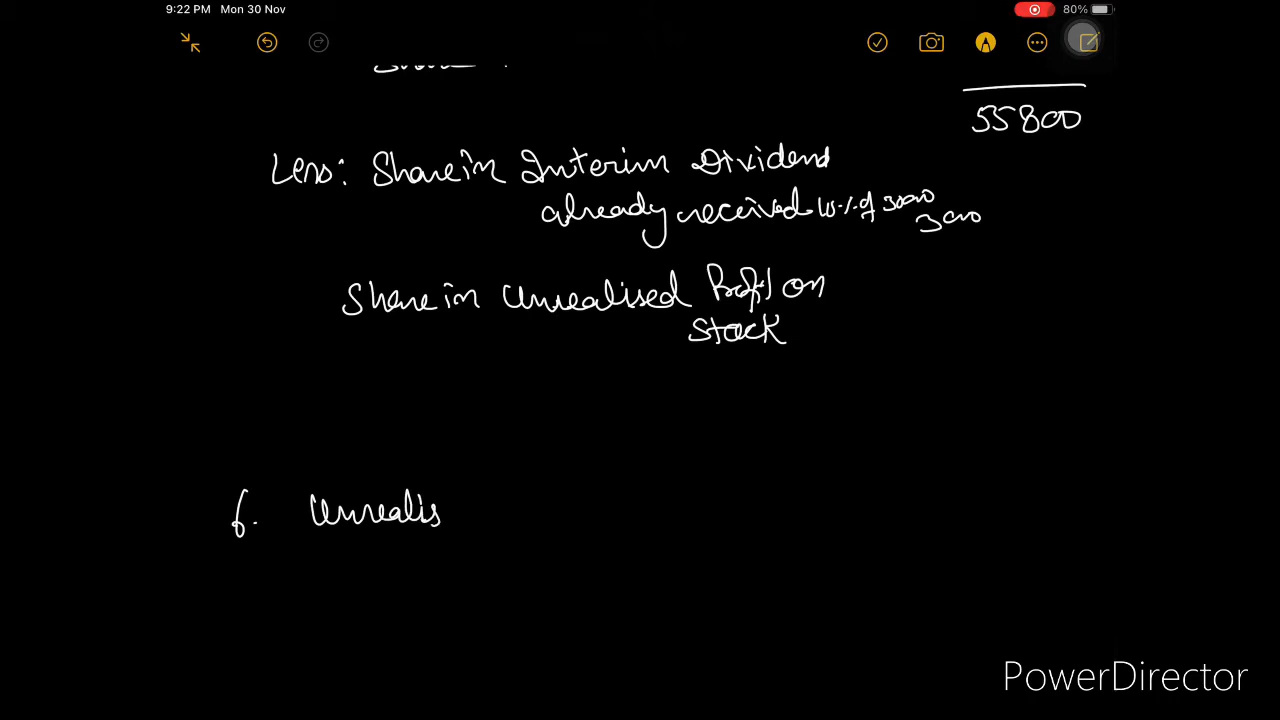 9:22 PM Mon 30 Nov
80%
55800
Less: Share in Interim Dividend
already received 10% of 30000
3000
Share in Unrealised Profit on
Stock
6. Unrealis
PowerDirector